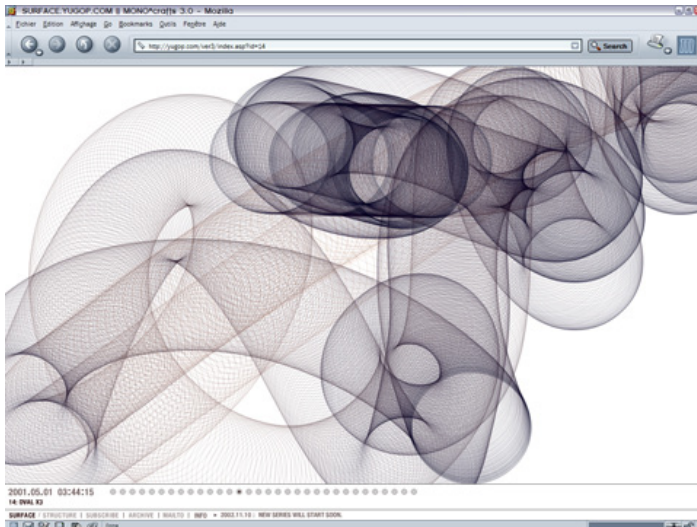 SURFACE.YUGOP.COM || MONO*crafts 3.0 - Mozilla
Fichier Edition Affichage Go Bookmarks Outils Fenêtre Aide
http://yugop.com/ver3/index.asp?id=14 Search
2001.05.01 03:44:15
14: OVAL X3
SURFACE / STRUCTURE | SUBSCRIBE | ARCHIVE | MAILTO | INFO + 2002.11.10 : NEW SERIES WILL START SOON.